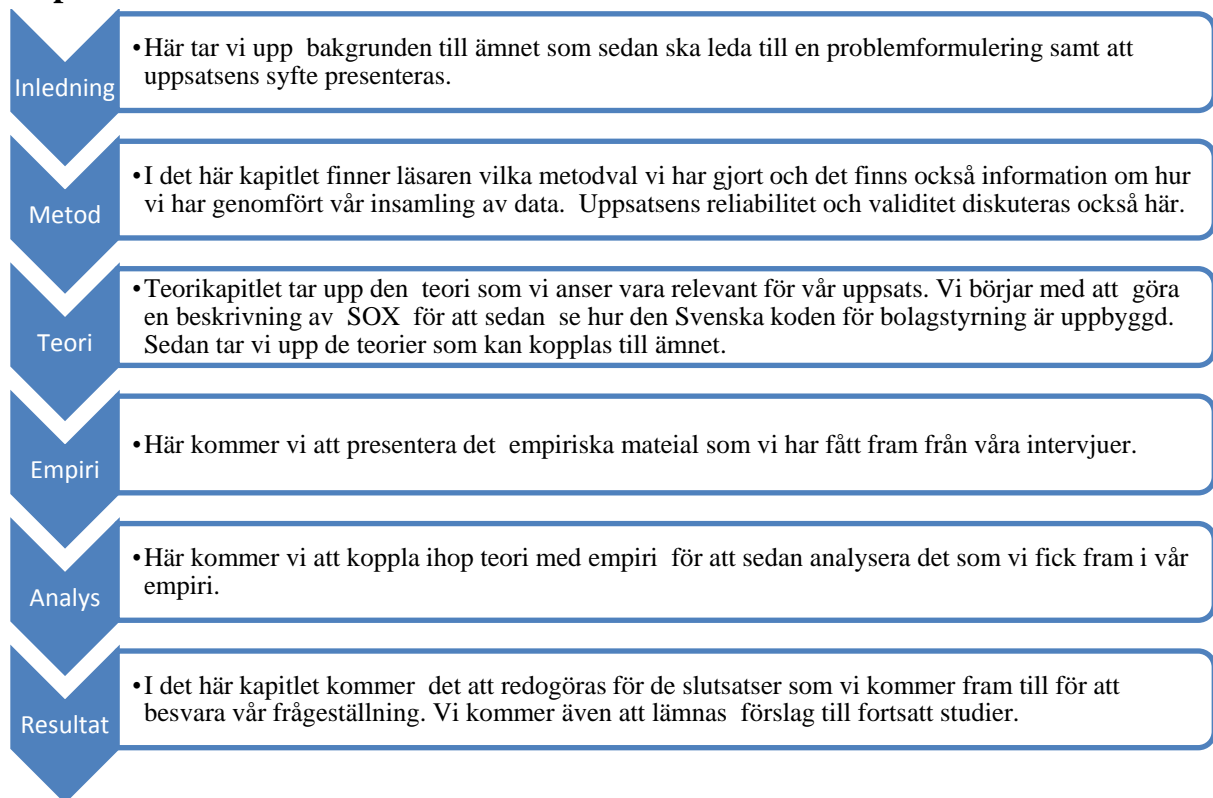 Inledning
•Här tar vi upp bakgrunden till ämnet som sedan ska leda till en problemformulering samt att
uppsatsens syfte presenteras.
Metod
•I det här kapitlet finner läsaren vilka metodval vi har gjort och det finns också information om hur
vi har genomfört vår insamling av data. Uppsatsens reliabilitet och validitet diskuteras också här.
Teori
•Teorikapitlet tar upp den teori som vi anser vara relevant för vår uppsats. Vi börjar med att göra
en beskrivning av SOX för att sedan se hur den Svenska koden för bolagstyrning är uppbyggd.
Sedan tar vi upp de teorier som kan kopplas till ämnet.
Empiri
•Här kommer vi att presentera det empiriska mateial som vi har fått fram från våra intervjuer.
Analys
•Här kommer vi att koppla ihop teori med empiri för att sedan analysera det som vi fick fram i vår
empiri.
Resultat
•I det här kapitlet kommer det att redogöras för de slutsatser som vi kommer fram till för att
besvara vår frågeställning. Vi kommer även att lämnas förslag till fortsatt studier.